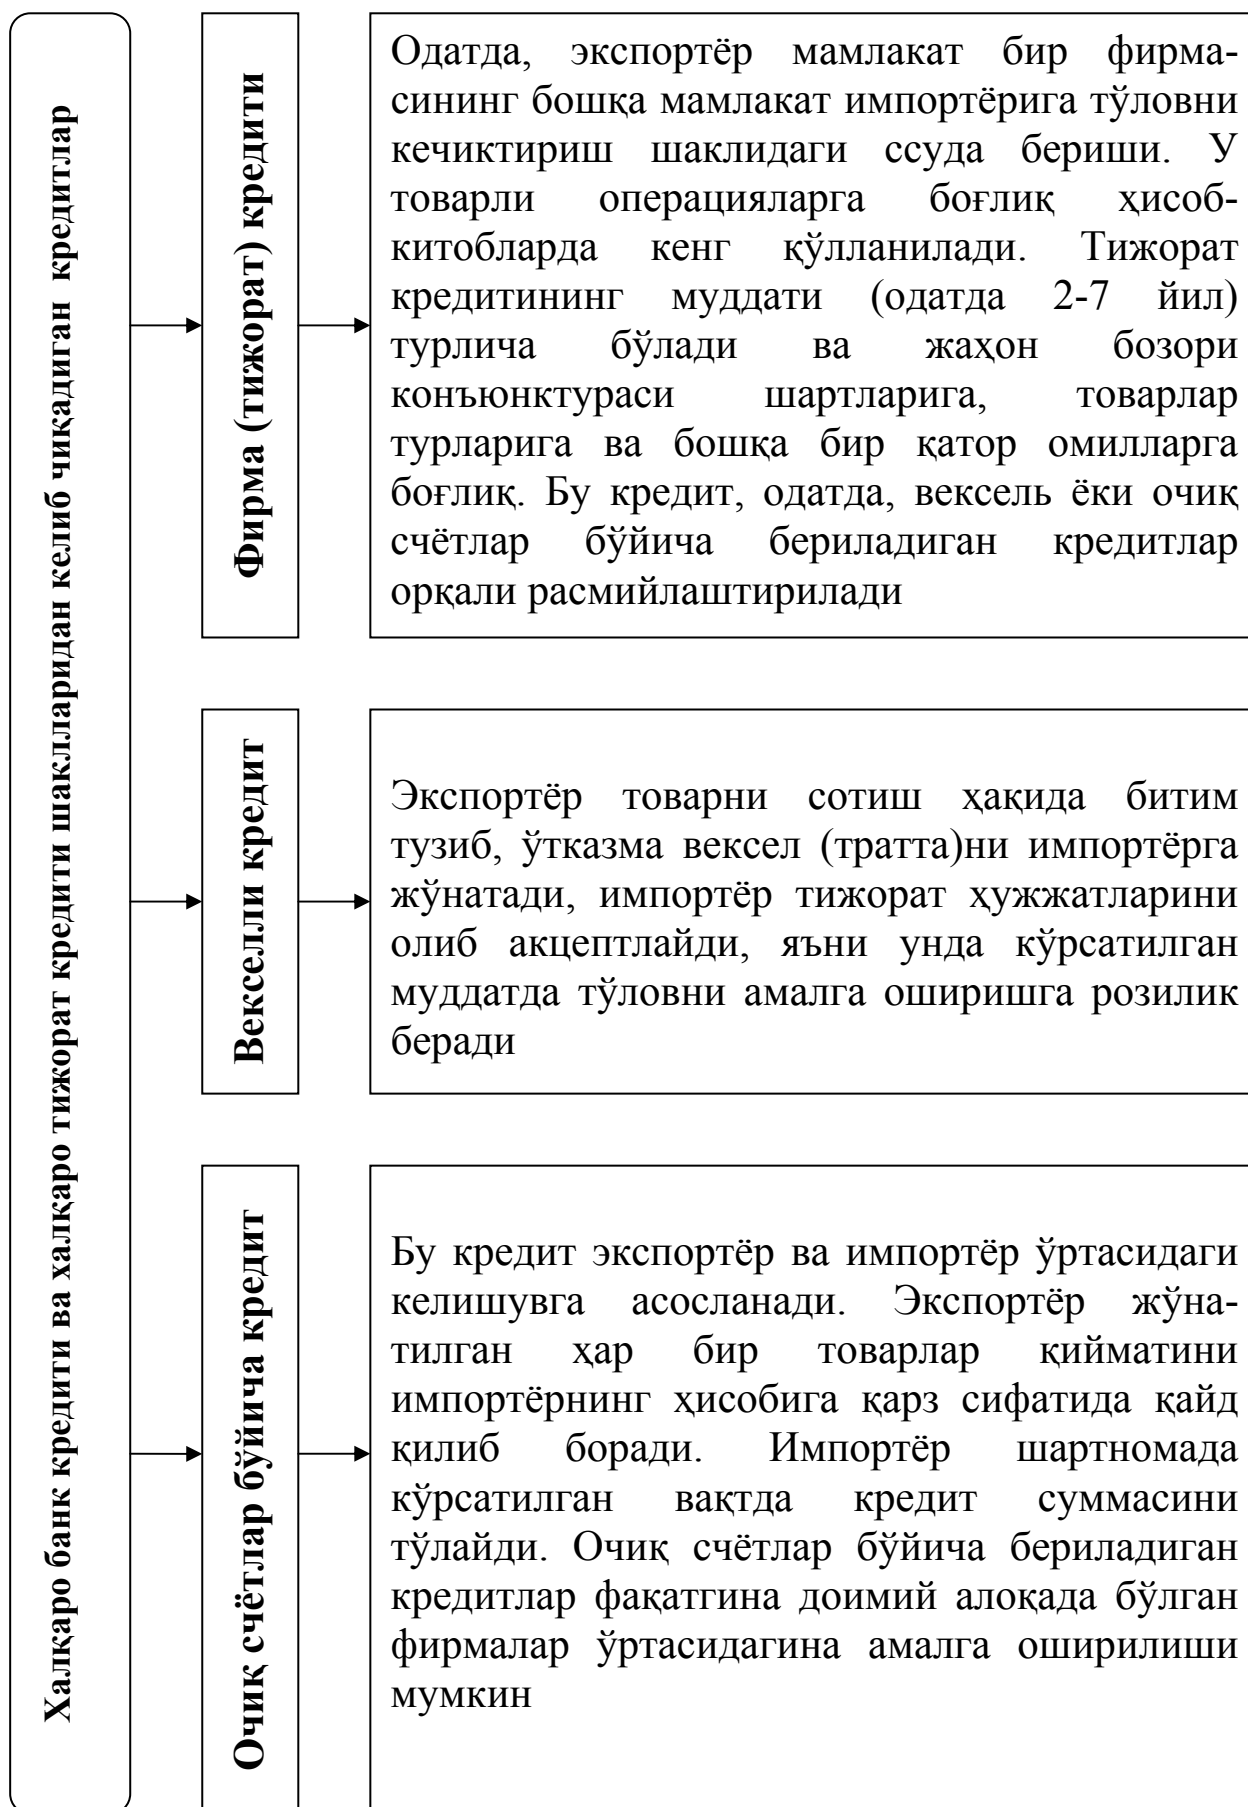 Халқаро банк кредити ва халқаро тижорат кредити шаклларидан келиб чиқадиган кредитлар
Фирма (тижорат) кредити
Одатда, экспортёр мамлакат бир фирма-
сининг бошқа мамлакат импортёрига тўловни
кечиктириш шаклидаги ссуда бериши. У
товарли операцияларга боғлиқ ҳисоб-
китобларда кенг қўлланилади. Тижорат
кредитининг муддати (одатда 2-7 йил)
турлича бўлади ва жаҳон бозори
конъюнктураси шартларига, товарлар
турларига ва бошқа бир қатор омилларга
боғлиқ. Бу кредит, одатда, вексель ёки очиқ
счётлар бўйича бериладиган кредитлар
орқали расмийлаштирилади
Векселли кредит
Экспортёр товарни сотиш ҳақида битим
тузиб, ўтказма вексел (тратта)ни импортёрга
жўнатади, импортёр тижорат ҳужжатларини
олиб акцептлайди, яъни унда кўрсатилган
муддатда тўловни амалга оширишга розилик
беради
Очиқ счётлар бўйича кредит
Бу кредит экспортёр ва импортёр ўртасидаги
келишувга асосланади. Экспортёр жўна-
тилган ҳар бир товарлар қийматини
импортёрнинг ҳисобига қарз сифатида қайд
қилиб боради. Импортёр шартномада
кўрсатилган вақтда кредит суммасини
тўлайди. Очиқ счётлар бўйича бериладиган
кредитлар фақатгина доимий алоқада бўлган
фирмалар ўртасидагина амалга оширилиши
мумкин